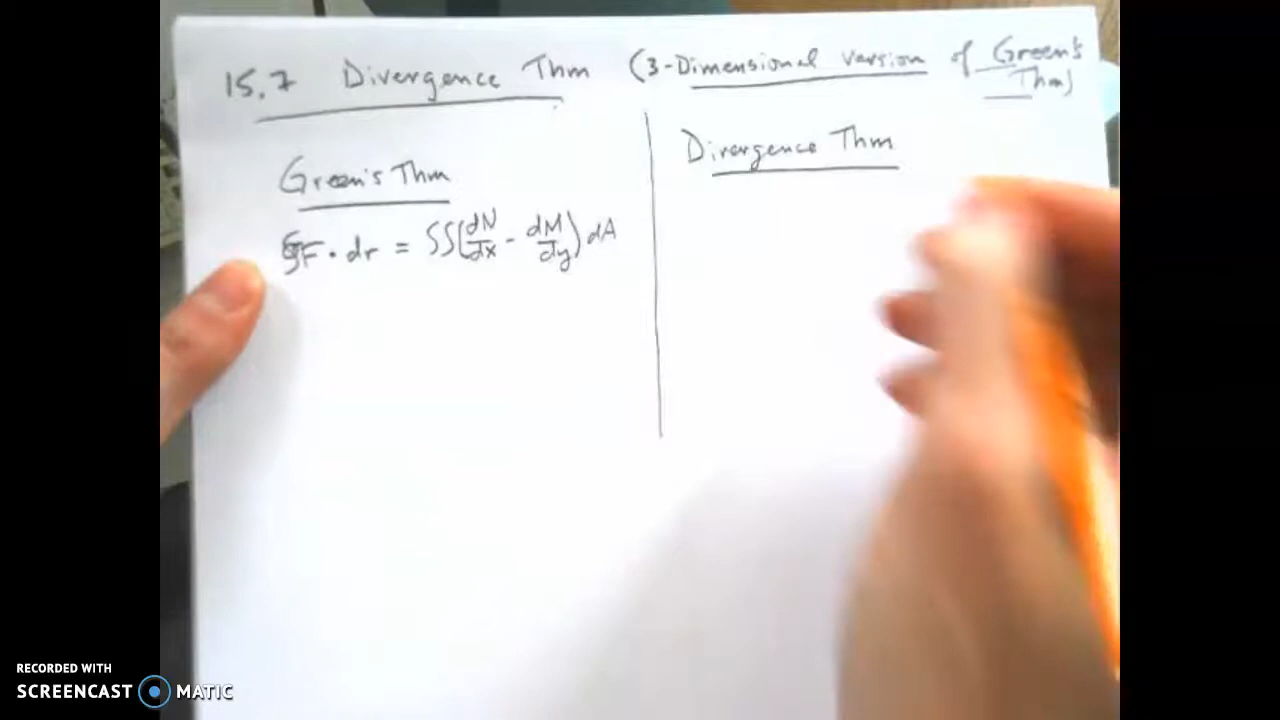 15.7 Divergence Thm (3-Dimensional version of Green's Thm)
Green's Thm
∮F · dr = ∫∫(dN/dx - dM/dy) dA
Divergence Thm
RECORDED WITH
SCREENCAST MATIC